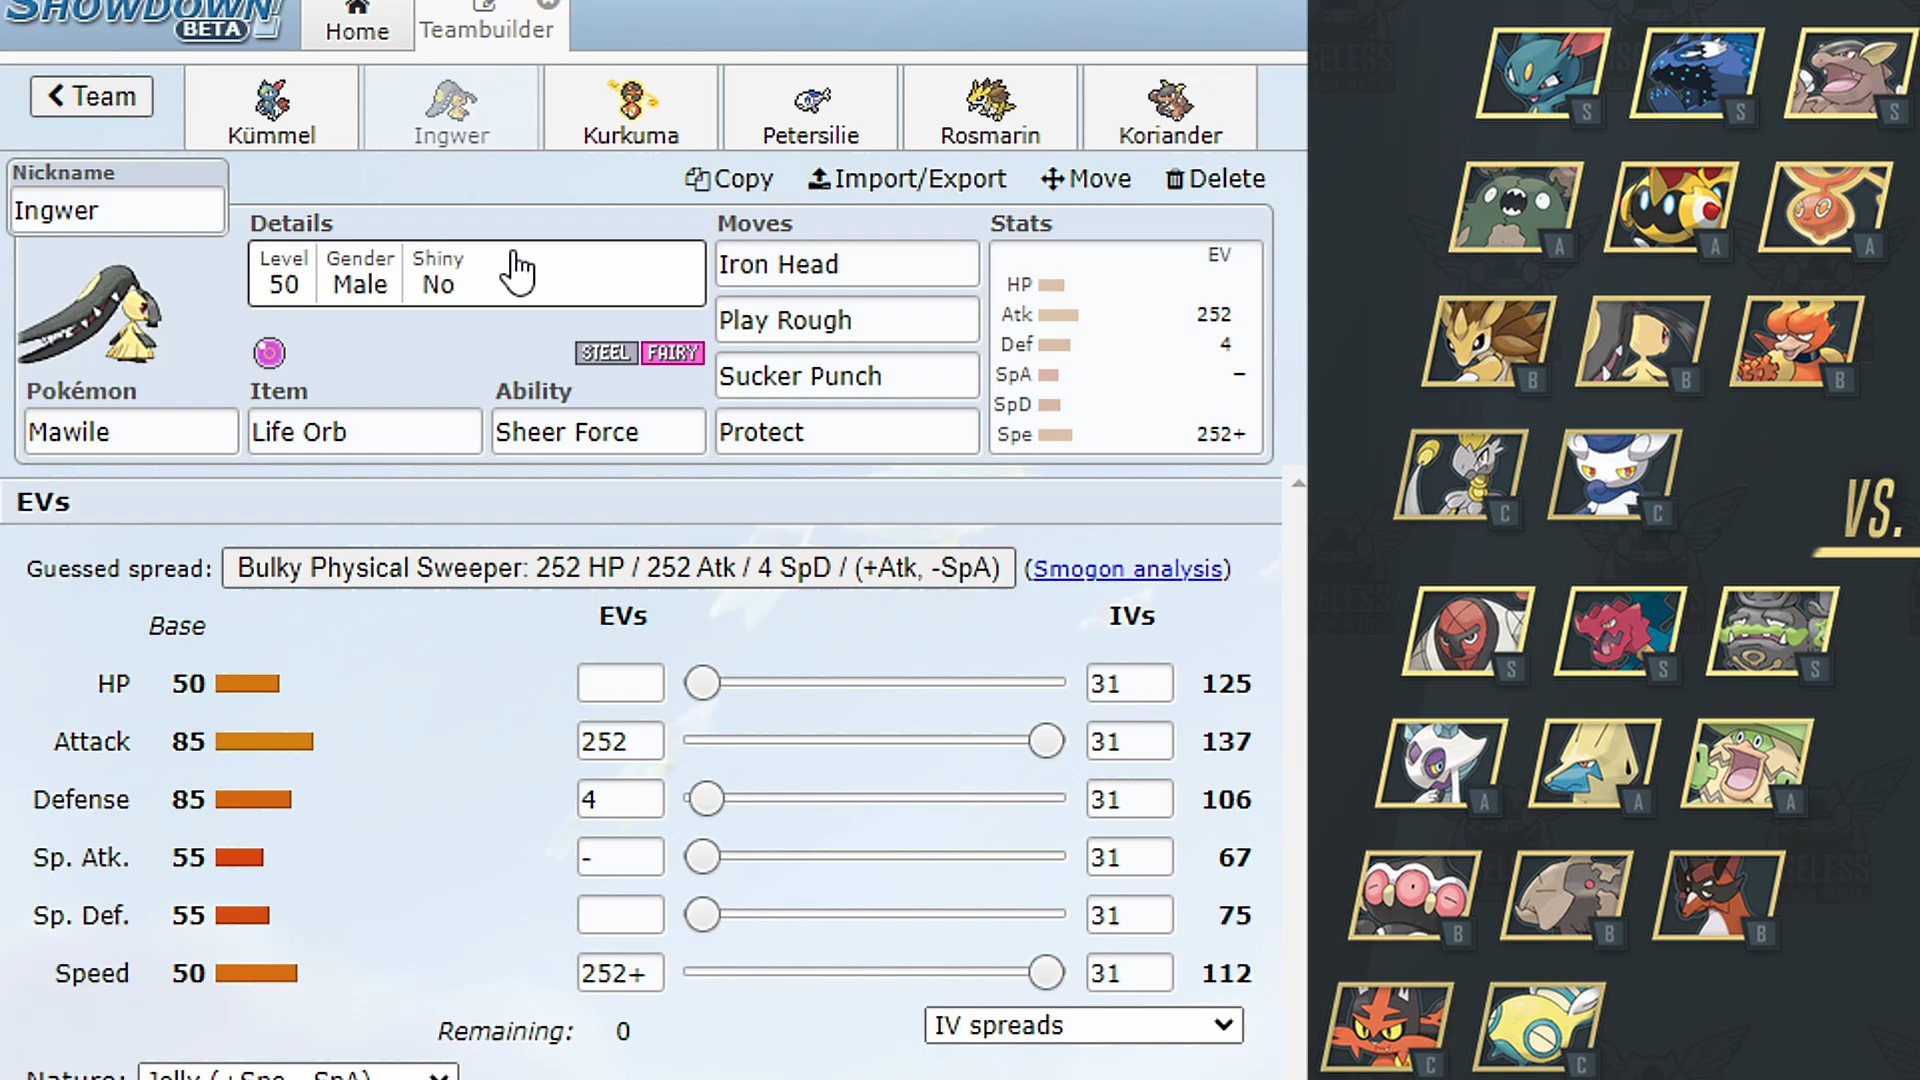 SHOWDOWN!
BETA
Home
Teambuilder
Team
Kümmel
Ingwer
Kurkuma
Petersilie
Rosmarin
Koriander
Nickname
Ingwer
Copy
Import/Export
Move
Delete
Details
Moves
Stats
Level
Gender
Shiny
50
Male
No
Iron Head
Play Rough
Sucker Punch
Protect
EV
HP
Atk 252
Def 4
SpA −
SpD
Spe 252+
STEEL FAIRY
Pokémon
Item
Ability
Mawile
Life Orb
Sheer Force
EVs
Guessed spread: Bulky Physical Sweeper: 252 HP / 252 Atk / 4 SpD / (+Atk, -SpA) (Smogon analysis)
Base EVs IVs
HP 50 31 125
Attack 85 252 31 137
Defense 85 4 31 106
Sp. Atk. 55 - 31 67
Sp. Def. 55 31 75
Speed 50 252+ 31 112
Remaining: 0
IV spreads
Nature: Jolly (+Spe, -SpA)
S S S
A A A
B B B
C C
VS.
S S S
A A A
B B B
C C